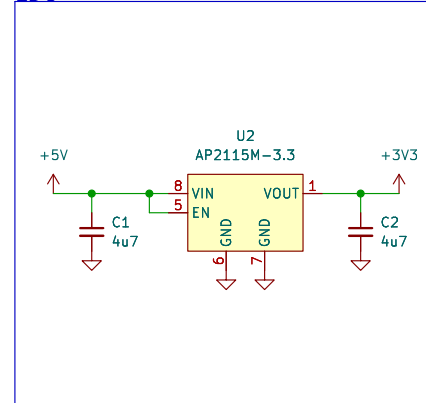 U2
AP2115M-3.3
+5V
+3V3
8 VIN VOUT 1
5 EN
C1
4u7
C2
4u7
GND GND
6 7